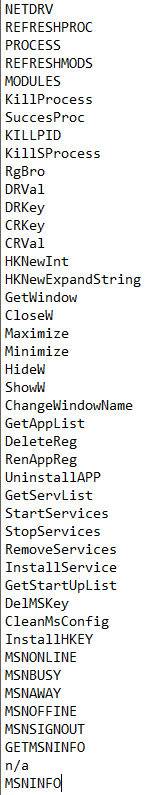 NETDRV
REFRESHPROC
PROCESS
REFRESHMODS
MODULES
KillProcess
SuccesProc
KILLPID
KillSProcess
RgBro
DRVal
DRKey
CRKey
CRVal
HKNewInt
HKNewExpandString
GetWindow
CloseW
Maximize
Minimize
HideW
ShowW
ChangeWindowName
GetAppList
DeleteReg
RenAppReg
UninstallAPP
GetServList
StartServices
StopServices
RemoveServices
InstallService
GetStartUpList
DelMSKey
CleanMsConfig
InstallHKEY
MSNONLINE
MSNBUSY
MSNAWAY
MSNOFFINE
MSNSIGNOUT
GETMSNINFO
n/a
MSNINFO